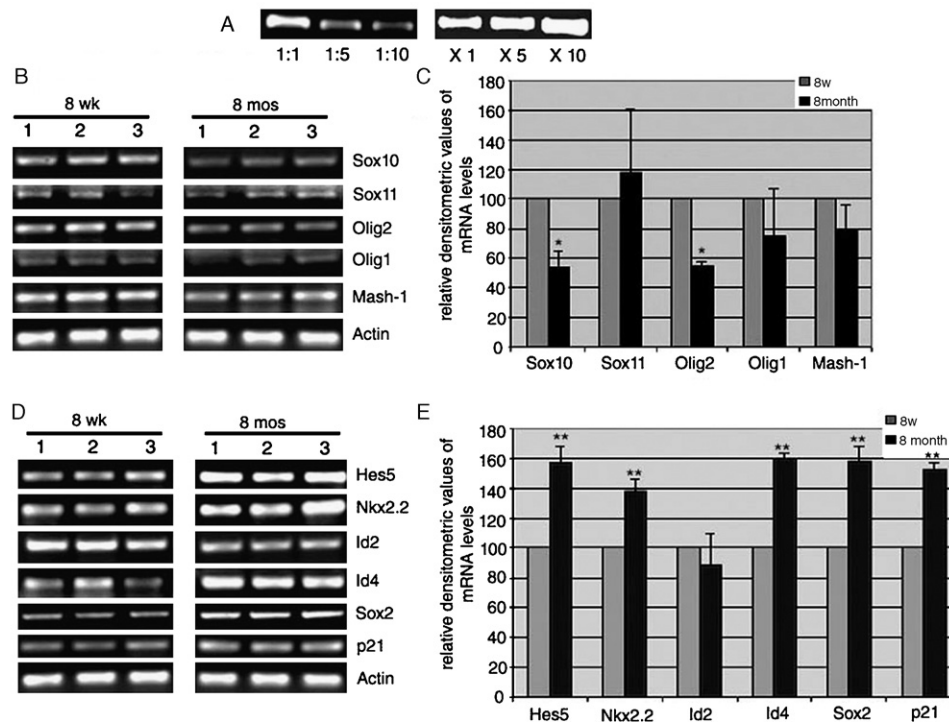 A
1:1 1:5 1:10 X 1 X 5 X 10
B
8 wk 8 mos
1 2 3 1 2 3
Sox10
Sox11
Olig2
Olig1
Mash-1
Actin
C
relative densitometric values of
mRNA levels
180
160
140
120
100
80
60
40
20
0
8w
8month
* *
Sox10 Sox11 Olig2 Olig1 Mash-1
D
8 wk 8 mos
1 2 3 1 2 3
Hes5
Nkx2.2
Id2
Id4
Sox2
p21
Actin
E
relative densitometric values of
mRNA levels
180
160
140
120
100
80
60
40
20
0
8w
8 month
** ** ** ** **
Hes5 Nkx2.2 Id2 Id4 Sox2 p21